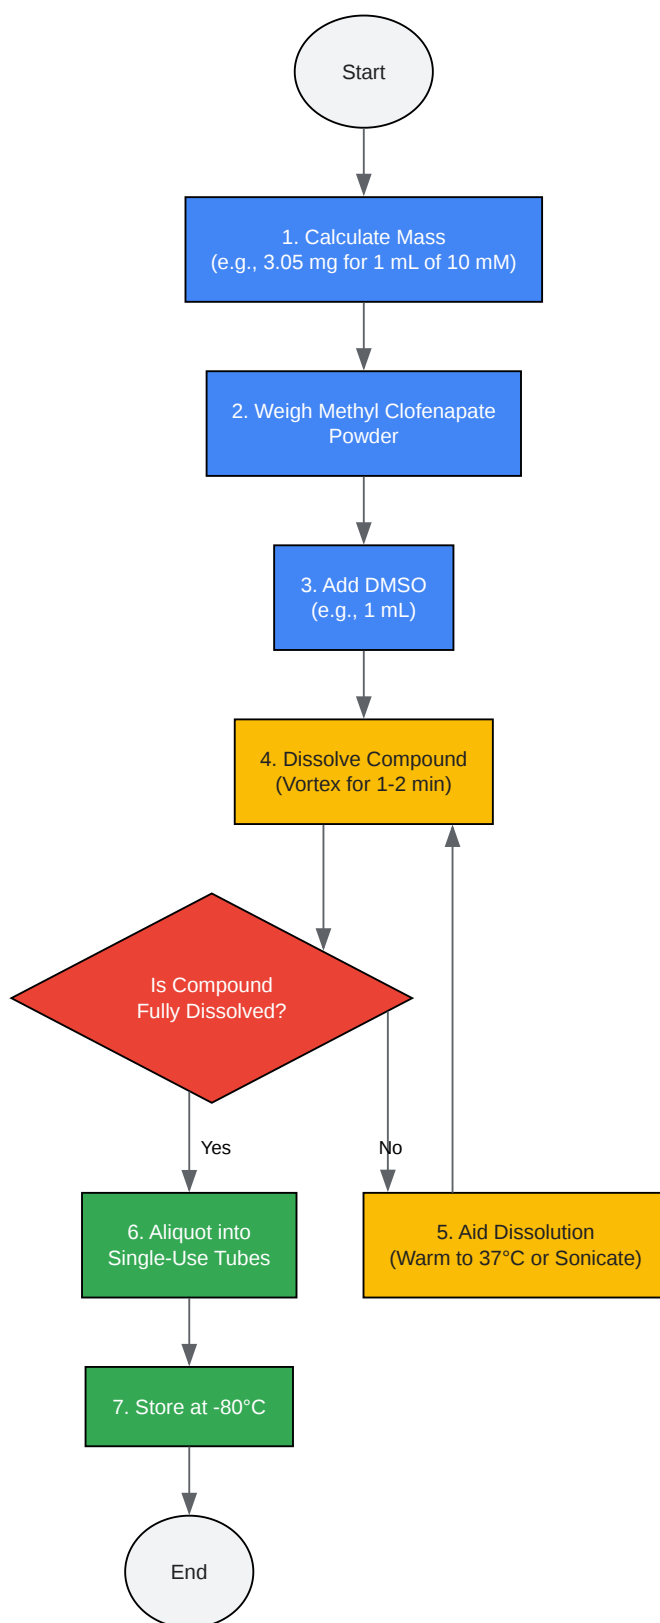 Start
1. Calculate Mass
(e.g., 3.05 mg for 1 mL of 10 mM)
2. Weigh Methyl Clofenapate
Powder
3. Add DMSO
(e.g., 1 mL)
4. Dissolve Compound
(Vortex for 1-2 min)
Is Compound
Fully Dissolved?
Yes
No
6. Aliquot into
Single-Use Tubes
5. Aid Dissolution
(Warm to 37°C or Sonicate)
7. Store at -80°C
End